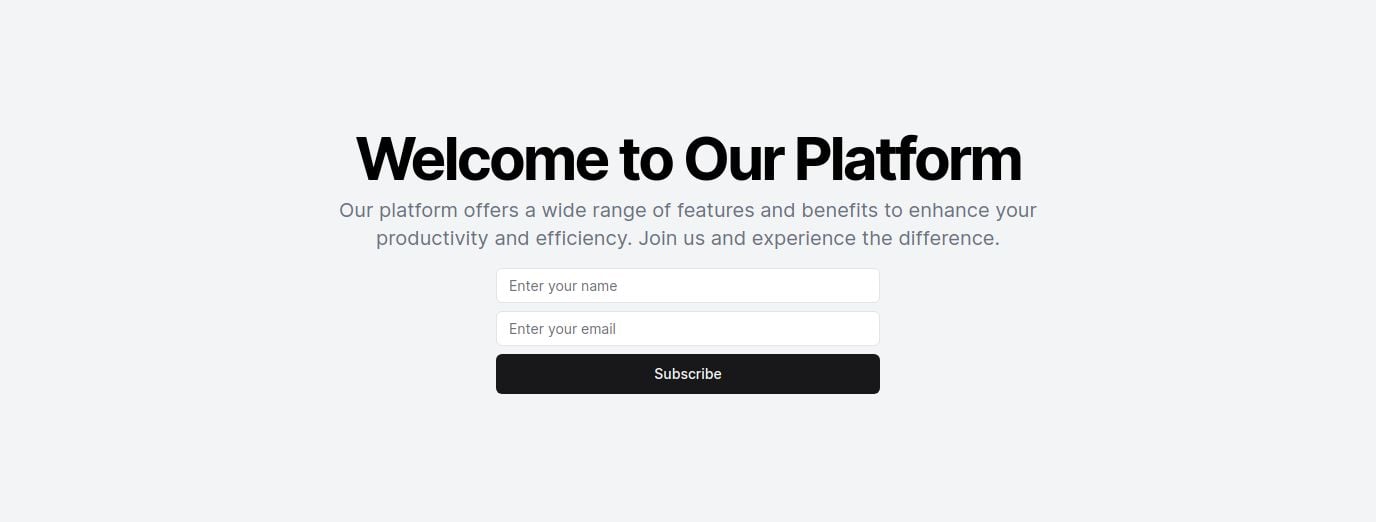 Welcome to Our Platform
Our platform offers a wide range of features and benefits to enhance your
productivity and efficiency. Join us and experience the difference.
Enter your name
Enter your email
Subscribe